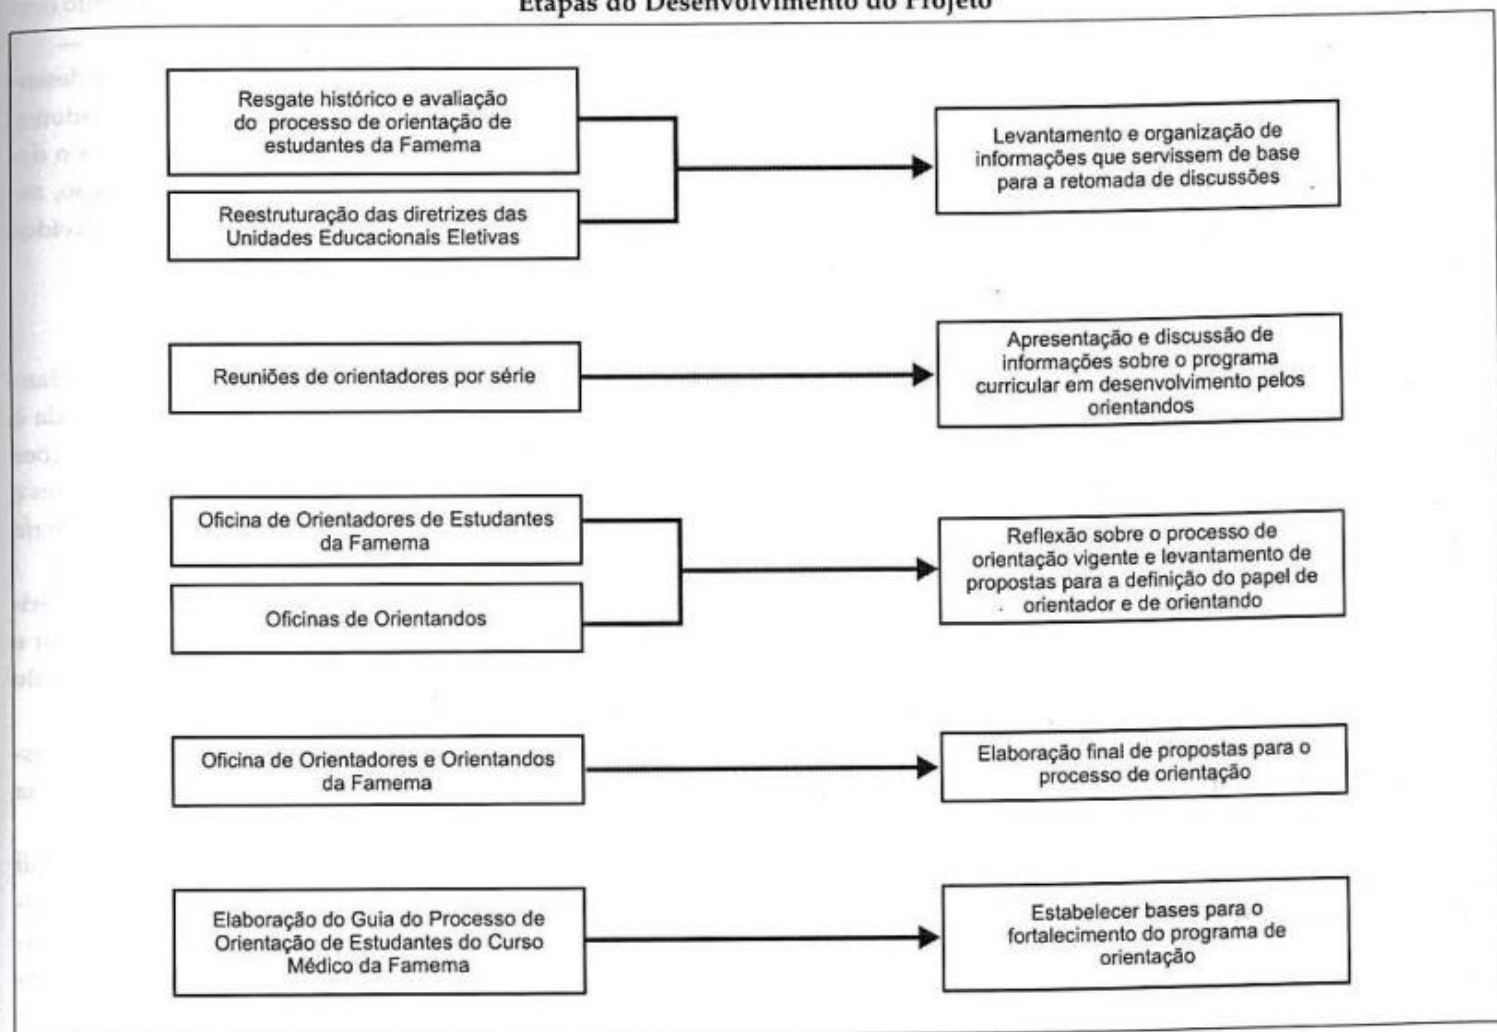 Etapas do Desenvolvimento do Projeto
Resgate histórico e avaliação
do processo de orientação de
estudantes da Famema
Reestruturação das diretrizes das
Unidades Educacionais Eletivas
Levantamento e organização de
informações que servissem de base
para a retomada de discussões
Reuniões de orientadores por série
Apresentação e discussão de
informações sobre o programa
curricular em desenvolvimento pelos
orientandos
Oficina de Orientadores de Estudantes
da Famema
Oficinas de Orientandos
Reflexão sobre o processo de
orientação vigente e levantamento de
propostas para a definição do papel de
orientador e de orientando
Oficina de Orientadores e Orientandos
da Famema
Elaboração final de propostas para o
processo de orientação
Elaboração do Guia do Processo de
Orientação de Estudantes do Curso
Médico da Famema
Estabelecer bases para o
fortalecimento do programa de
orientação